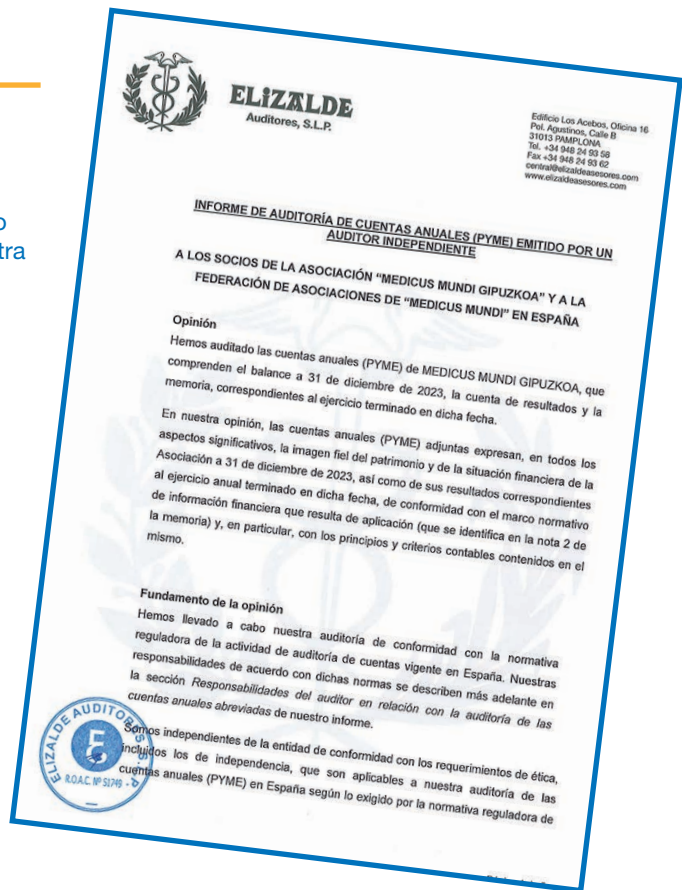 o
tra
ELIZALDE
Auditores, S.L.P.
Edificio Los Acebos, Oficina 16
Pol. Agustinos, Calle B
31013 PAMPLONA
Tel. +34 948 24 93 58
Fax +34 948 24 93 62
central@elizaldeasesores.com
www.elizaldeasesores.com
INFORME DE AUDITORÍA DE CUENTAS ANUALES (PYME) EMITIDO POR UN
AUDITOR INDEPENDIENTE
A LOS SOCIOS DE LA ASOCIACIÓN "MEDICUS MUNDI GIPUZKOA" Y A LA
FEDERACIÓN DE ASOCIACIONES DE "MEDICUS MUNDI" EN ESPAÑA
Opinión
Hemos auditado las cuentas anuales (PYME) de MEDICUS MUNDI GIPUZKOA, que
comprenden el balance a 31 de diciembre de 2023, la cuenta de resultados y la
memoria, correspondientes al ejercicio terminado en dicha fecha.
En nuestra opinión, las cuentas anuales (PYME) adjuntas expresan, en todos los
aspectos significativos, la imagen fiel del patrimonio y de la situación financiera de la
Asociación a 31 de diciembre de 2023, así como de sus resultados correspondientes
al ejercicio anual terminado en dicha fecha, de conformidad con el marco normativo
de información financiera que resulta de aplicación (que se identifica en la nota 2 de
la memoria) y, en particular, con los principios y criterios contables contenidos en el
mismo.
Fundamento de la opinión
Hemos llevado a cabo nuestra auditoría de conformidad con la normativa
reguladora de la actividad de auditoría de cuentas vigente en España. Nuestras
responsabilidades de acuerdo con dichas normas se describen más adelante en
la sección Responsabilidades del auditor en relación con la auditoría de las
cuentas anuales abreviadas de nuestro informe.
Somos independientes de la entidad de conformidad con los requerimientos de ética,
incluidos los de independencia, que son aplicables a nuestra auditoría de las
cuentas anuales (PYME) en España según lo exigido por la normativa reguladora de
ELIZALDE AUDITORES S.L.P.
R.O.A.C. Nº S1749